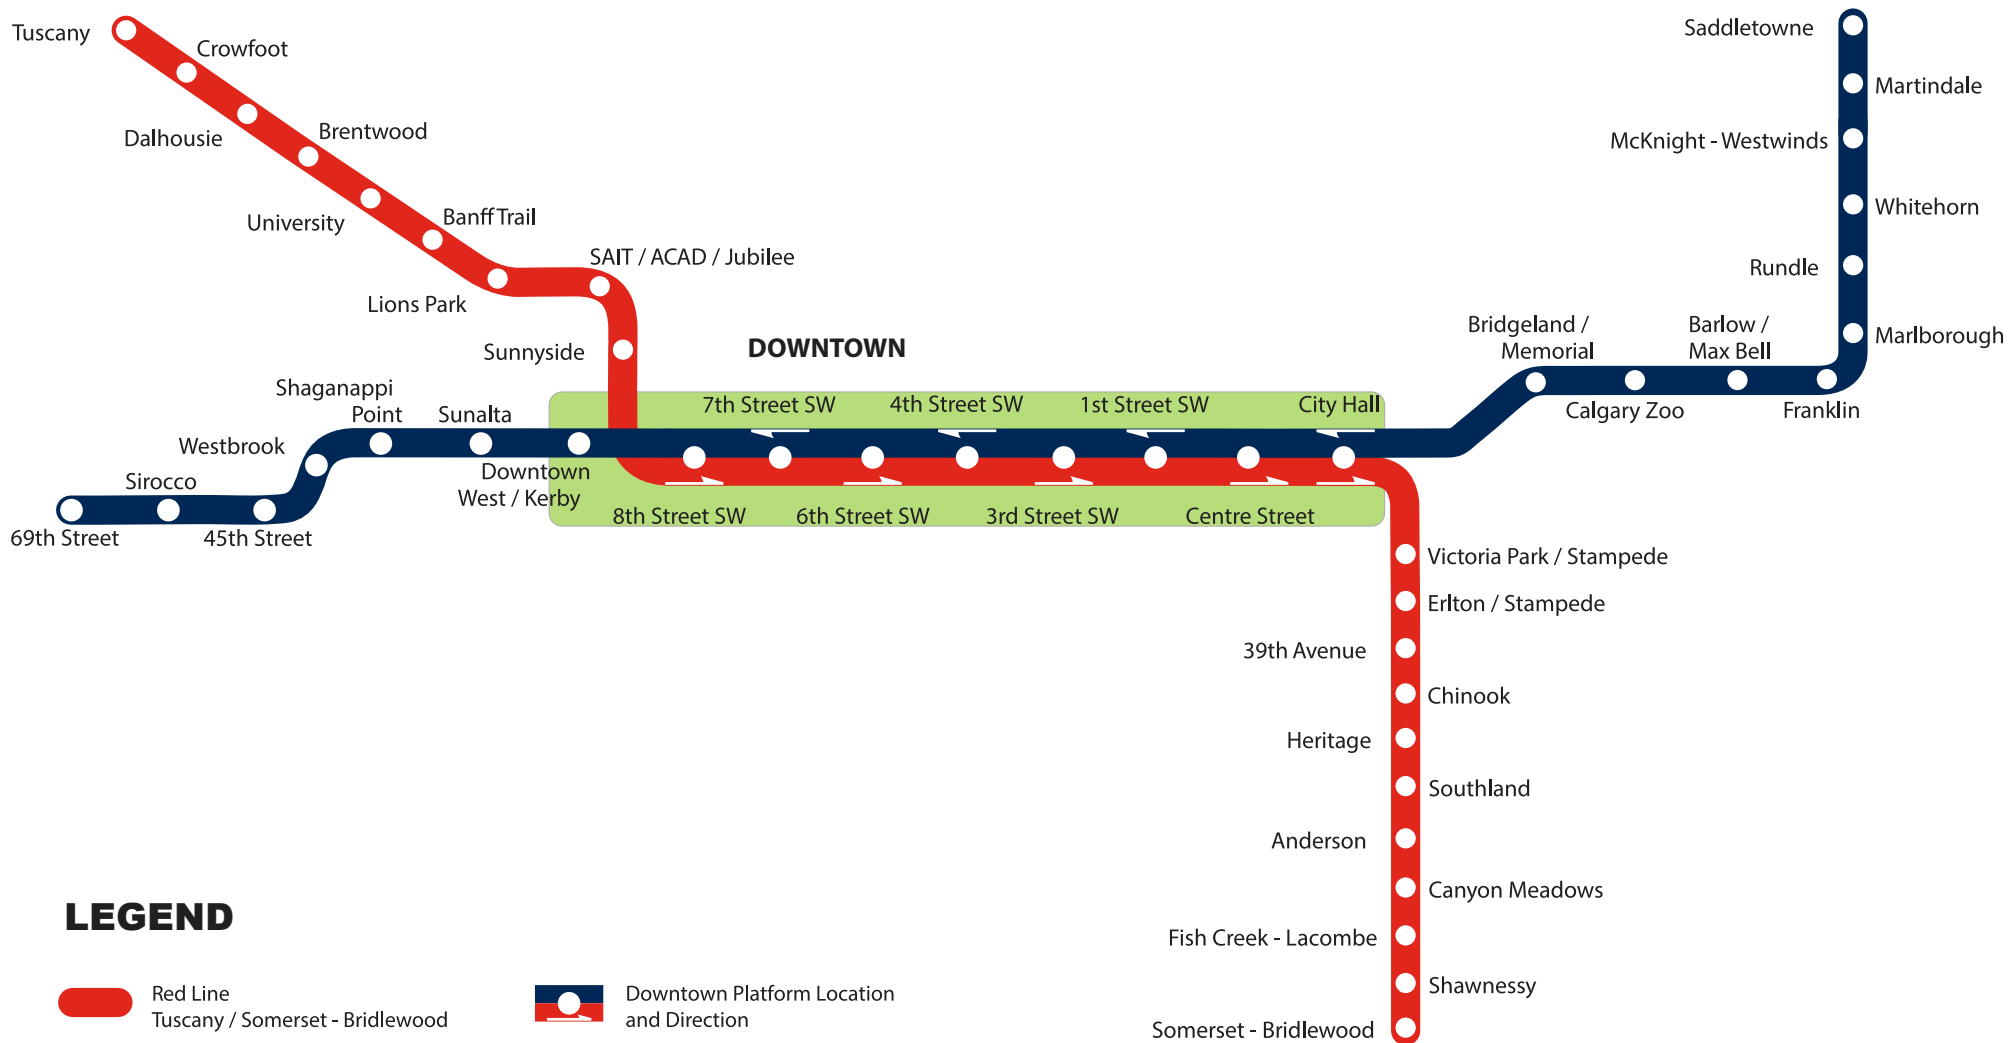 Tuscany
Crowfoot
Dalhousie
Brentwood
University
Banff Trail
Lions Park
SAIT / ACAD / Jubilee
Sunnyside
DOWNTOWN
Saddletowne
Martindale
McKnight - Westwinds
Whitehorn
Rundle
Marlborough
Bridgeland /
Memorial
Barlow /
Max Bell
Calgary Zoo
Franklin
Shaganappi
Point
Sunalta
Westbrook
Sirocco
69th Street
45th Street
Downtown
West / Kerby
7th Street SW
4th Street SW
1st Street SW
City Hall
8th Street SW
6th Street SW
3rd Street SW
Centre Street
Victoria Park / Stampede
Erlton / Stampede
39th Avenue
Chinook
Heritage
Southland
Anderson
Canyon Meadows
Fish Creek - Lacombe
Shawnessy
Somerset - Bridlewood
LEGEND
Red Line
Tuscany / Somerset - Bridlewood
Downtown Platform Location
and Direction